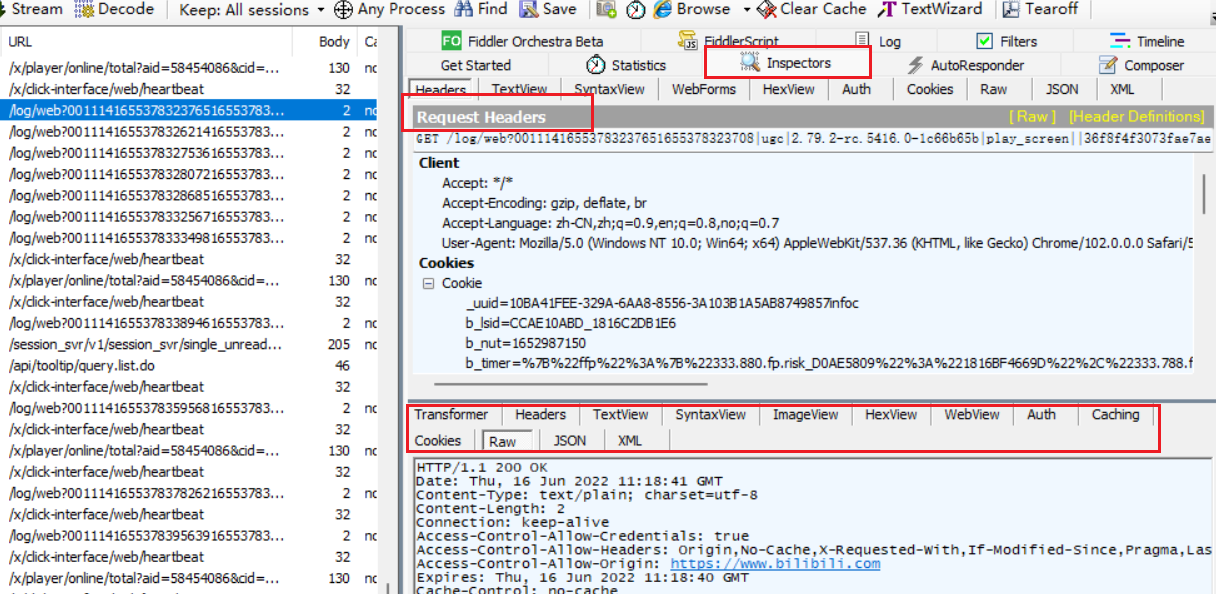 Stream Decode Keep: All sessions Any Process Find Save Browse Clear Cache TextWizard Tearoff
URL Body Ca
/x/player/online/total?aid=58454086&cid=... 130 nc
/x/click-interface/web/heartbeat 32
/log/web?001114165537832376516553783... 2 nc
/log/web?001114165537832621416553783... 2 nc
/log/web?001114165537832753616553783... 2 nc
/log/web?001114165537832807216553783... 2 nc
/log/web?001114165537832868516553783... 2 nc
/log/web?001114165537833256716553783... 2 nc
/log/web?001114165537833349816553783... 2 nc
/x/click-interface/web/heartbeat 32
/x/player/online/total?aid=58454086&cid=... 130 nc
/x/click-interface/web/heartbeat 32
/log/web?001114165537833894616553783... 2 nc
/session_svr/v1/session_svr/single_unread... 205 nc
/api/tooltip/query.list.do 46
/x/click-interface/web/heartbeat 32
/log/web?001114165537835956816553783... 2 nc
/x/click-interface/web/heartbeat 32
/x/player/online/total?aid=58454086&cid=... 130 nc
/x/click-interface/web/heartbeat 32
/log/web?001114165537837826216553783... 2 nc
/x/click-interface/web/heartbeat 32
/log/web?001114165537839563916553783... 2 nc
/x/click-interface/web/heartbeat 32
/x/player/online/total?aid=58454086&cid=... 130 nc
FO Fiddler Orchestra Beta FiddlerScript Log Filters Timeline
Get Started Statistics Inspectors AutoResponder Composer
Headers TextView SyntaxView WebForms HexView Auth Cookies Raw JSON XML
Request Headers [ Raw ] [Header Definitions]
GET /log/web?00111416553783237651655378323708|ugc|2.79.2-rc.5416.0-1c66b65b|play_screen||36f8f4f3073fae7ae
Client
Accept: */*
Accept-Encoding: gzip, deflate, br
Accept-Language: zh-CN,zh;q=0.9,en;q=0.8,no;q=0.7
User-Agent: Mozilla/5.0 (Windows NT 10.0; Win64; x64) AppleWebKit/537.36 (KHTML, like Gecko) Chrome/102.0.0.0 Safari/5
Cookies
Cookie
_uuid=10BA41FEE-329A-6AA8-8556-3A103B1A5AB8749857infoc
b_lsid=CCAE10ABD_1816C2DB1E6
b_nut=1652987150
b_timer=%7B%22ffp%22%3A%7B%22333.880.fp.risk_D0AE5809%22%3A%221816BF4669D%22%2C%22333.788.f
Transformer Headers TextView SyntaxView ImageView HexView WebView Auth Caching
Cookies Raw JSON XML
HTTP/1.1 200 OK
Date: Thu, 16 Jun 2022 11:18:41 GMT
Content-Type: text/plain; charset=utf-8
Content-Length: 2
Connection: keep-alive
Access-Control-Allow-Credentials: true
Access-Control-Allow-Headers: Origin,No-Cache,X-Requested-With,If-Modified-Since,Pragma,Las
Access-Control-Allow-Origin: https://www.bilibili.com
Expires: Thu, 16 Jun 2022 11:18:40 GMT
Cache-Control: no-cache